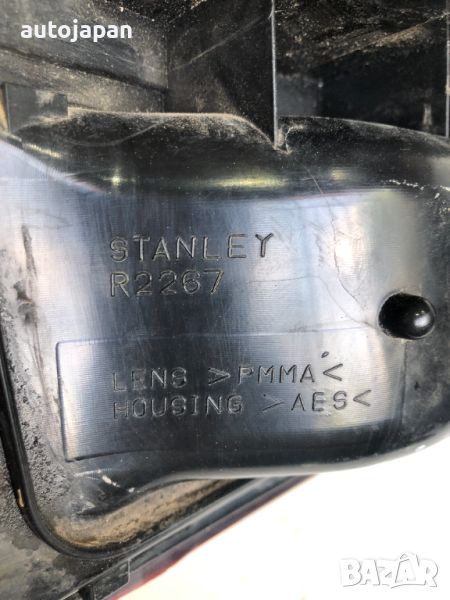 autojapan
STANLEY
R2267
LENS >PMMA<
HOUSING >AES<
BAZAR